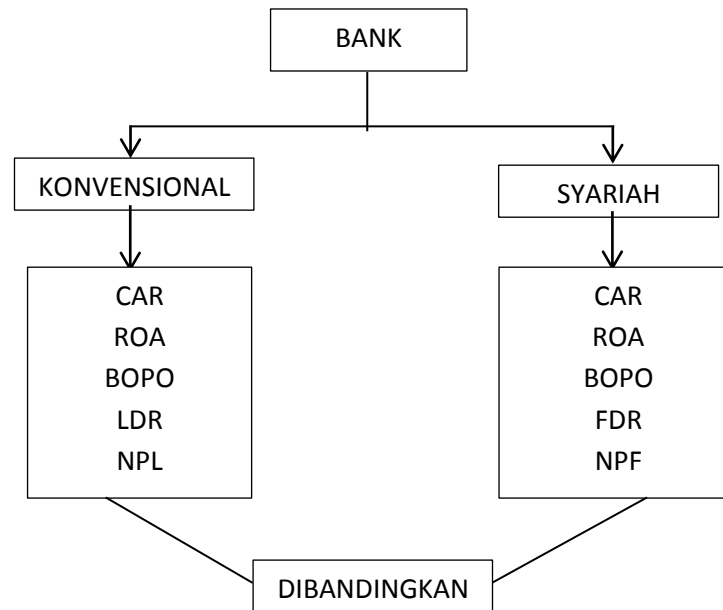 BANK
KONVENSIONAL
SYARIAH
CAR
ROA
BOPO
LDR
NPL
CAR
ROA
BOPO
FDR
NPF
DIBANDINGKAN